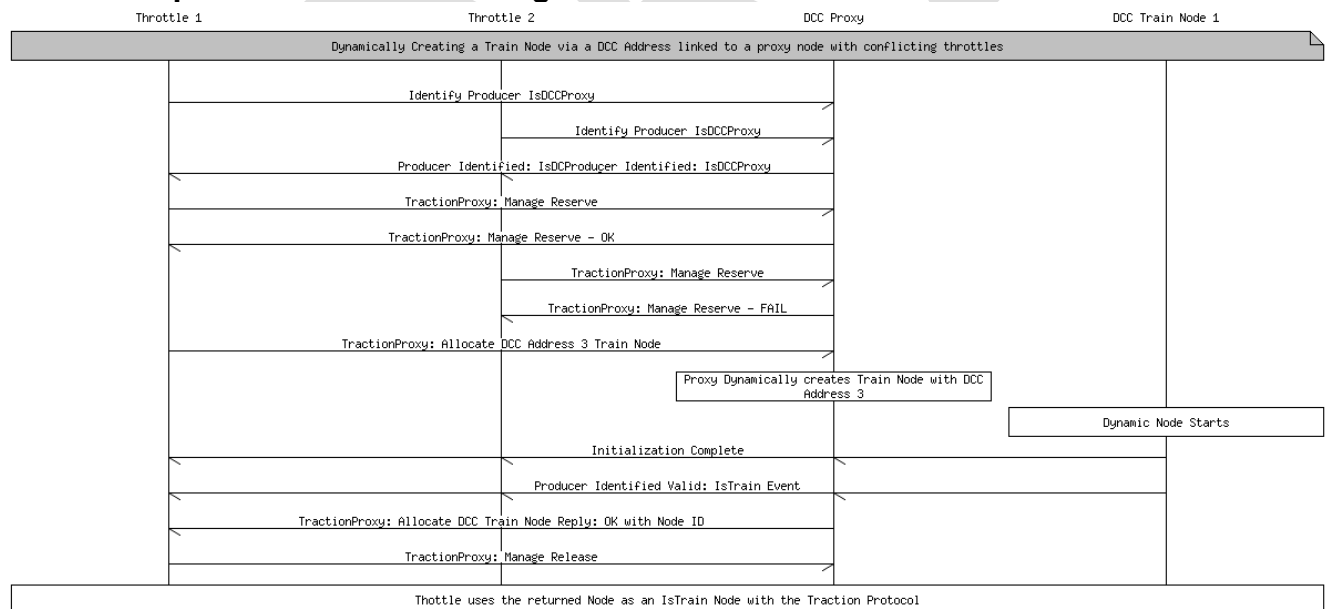 Throttle 1 Throttle 2 DCC Proxy DCC Train Node 1
Dynamically Creating a Train Node via a DCC Address linked to a proxy node with conflicting throttles
Identify Producer IsDCCProxy
Identify Producer IsDCCProxy
Producer Identified: IsDCProducer Identified: IsDCCProxy
TractionProxy: Manage Reserve
TractionProxy: Manage Reserve - OK
TractionProxy: Manage Reserve
TractionProxy: Manage Reserve - FAIL
TractionProxy: Allocate DCC Address 3 Train Node
Proxy Dynamically creates Train Node with DCC
Address 3
Dynamic Node Starts
Initialization Complete
Producer Identified Valid: IsTrain Event
TractionProxy: Allocate DCC Train Node Reply: OK with Node ID
TractionProxy: Manage Release
Thottle uses the returned Node as an IsTrain Node with the Traction Protocol